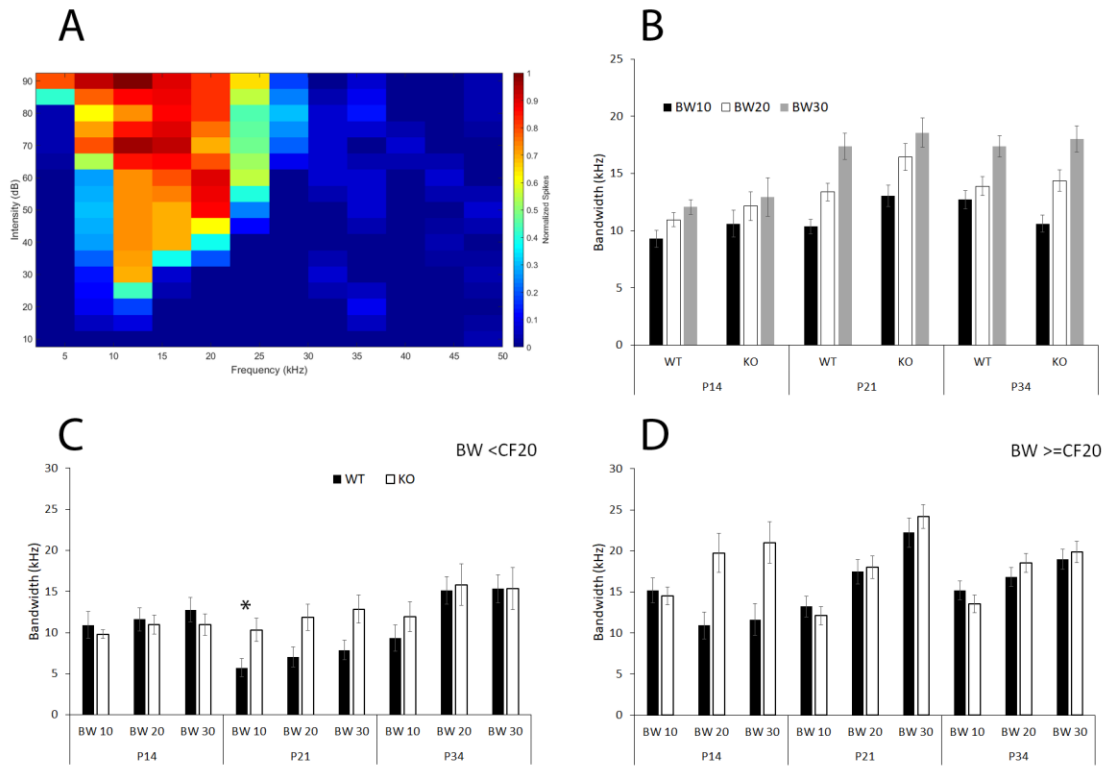 A
90
80
70
60
50
40
30
20
10
Intensity (dB)
5 10 15 20 25 30 35 40 45 50
Frequency (kHz)
1
0.9
0.8
0.7
0.6
0.5
0.4
0.3
0.2
0.1
0
Normalized Spikes
B
25
20
15
10
5
0
Bandwidth (kHz)
BW10 BW20 BW30
WT KO WT KO WT KO
P14 P21 P34
C
BW <CF20
30
25
20
15
10
5
0
Bandwidth (kHz)
WT KO
*
BW 10 BW 20 BW 30 BW 10 BW 20 BW 30 BW 10 BW 20 BW 30
P14 P21 P34
D
BW >=CF20
30
25
20
15
10
5
0
Bandwidth (kHz)
BW 10 BW 20 BW 30 BW 10 BW 20 BW 30 BW 10 BW 20 BW 30
P14 P21 P34